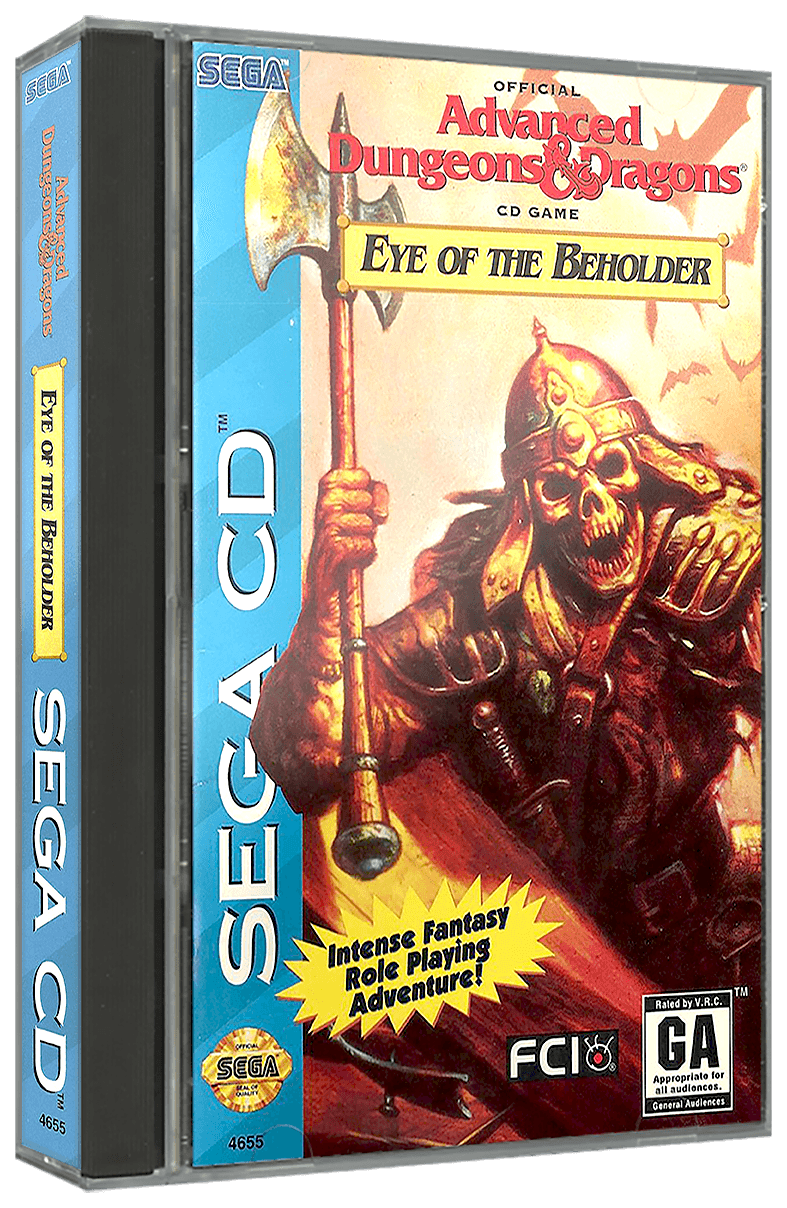 SEGA™
Advanced
Dungeons & Dragons®
EYE OF THE BEHOLDER
SEGA CD™
4655
SEGA™
OFFICIAL
Advanced
Dungeons & Dragons®
CD GAME
EYE OF THE BEHOLDER
SEGA CD™
Intense Fantasy
Role Playing
Adventure!
OFFICIAL
SEGA
SEAL OF
QUALITY
4655
FCI®
Rated by V.R.C.
GA
™
Appropriate for
all audiences.
General Audiences